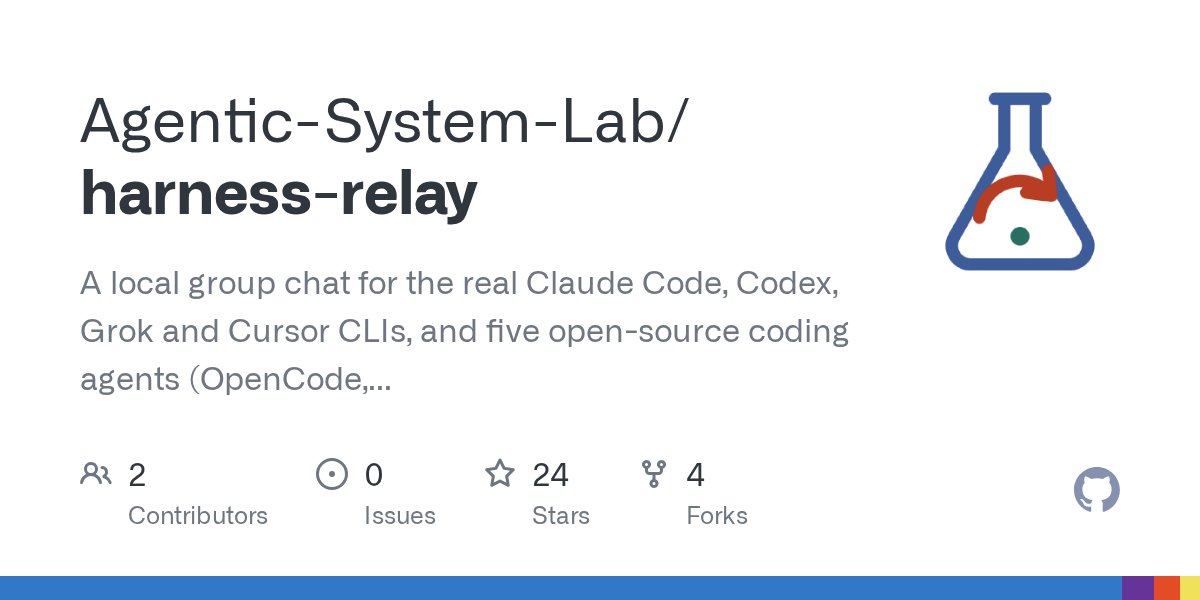 Agentic-System-Lab/
harness-relay
A local group chat for the real Claude Code, Codex,
Grok and Cursor CLIs, and five open-source coding
agents (OpenCode,...
2
Contributors
0
Issues
24
Stars
4
Forks